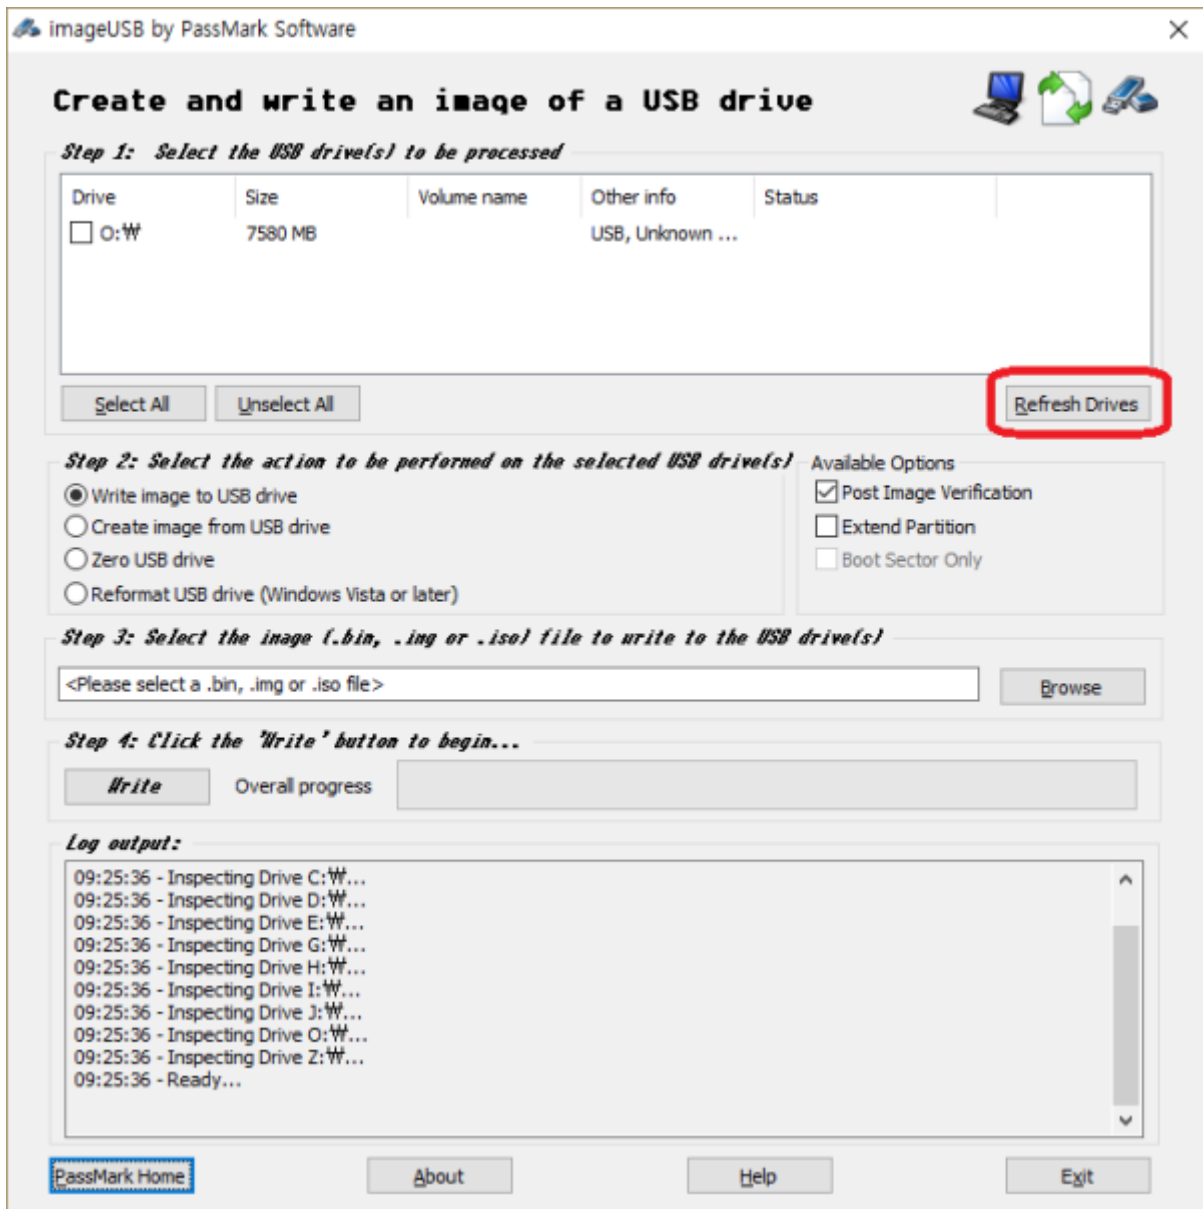 imageUSB by PassMark Software
Create and write an image of a USB drive
Step 1: Select the USB drive(s) to be processed
Drive Size Volume name Other info Status
O:₩ 7580 MB USB, Unknown ...
Select All Unselect All Refresh Drives
Step 2: Select the action to be performed on the selected USB drive(s) Available Options
Write image to USB drive Post Image Verification
Create image from USB drive Extend Partition
Zero USB drive Boot Sector Only
Reformat USB drive (Windows Vista or later)
Step 3: Select the image (.bin, .img or .iso) file to write to the USB drive(s)
<Please select a .bin, .img or .iso file> Browse
Step 4: Click the 'Write' button to begin...
Write Overall progress
Log output:
09:25:36 - Inspecting Drive C:₩...
09:25:36 - Inspecting Drive D:₩...
09:25:36 - Inspecting Drive E:₩...
09:25:36 - Inspecting Drive G:₩...
09:25:36 - Inspecting Drive H:₩...
09:25:36 - Inspecting Drive I:₩...
09:25:36 - Inspecting Drive J:₩...
09:25:36 - Inspecting Drive O:₩...
09:25:36 - Inspecting Drive Z:₩...
09:25:36 - Ready...
PassMark Home About Help Exit